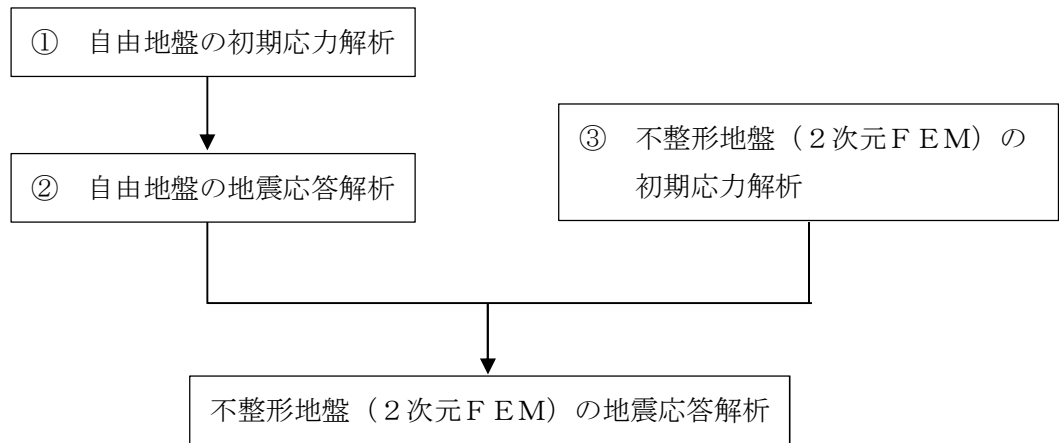 ① 自由地盤の初期応力解析
② 自由地盤の地震応答解析
③ 不整形地盤（２次元ＦＥＭ）の
初期応力解析
不整形地盤（２次元ＦＥＭ）の地震応答解析